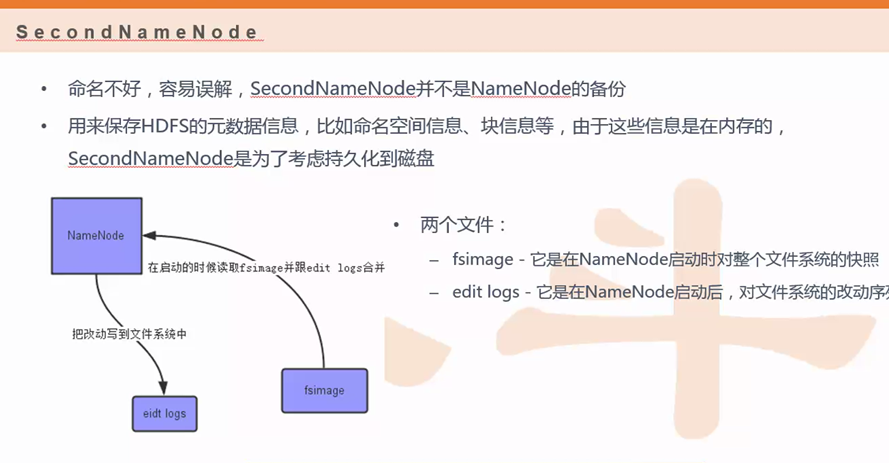 SecondNameNode
• 命名不好，容易误解，SecondNameNode并不是NameNode的备份
• 用来保存HDFS的元数据信息，比如命名空间信息、块信息等，由于这些信息是在内存的，
SecondNameNode是为了考虑持久化到磁盘
NameNode
在启动的时候读取fsimage并跟edit logs合并
把改动写到文件系统中
eidt logs
fsimage
• 两个文件：
– fsimage - 它是在NameNode启动时对整个文件系统的快照
– edit logs - 它是在NameNode启动后，对文件系统的改动序列
斗